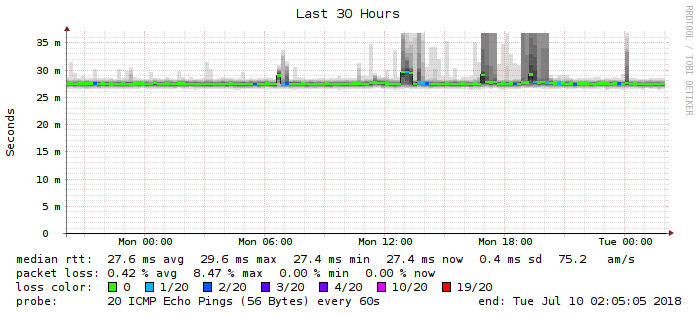 Last 30 Hours
RRDTOOL / TOBI OETIKER
Seconds
35 m
30 m
25 m
20 m
15 m
10 m
5 m
0
Mon 00:00 Mon 06:00 Mon 12:00 Mon 18:00 Tue 00:00
median rtt: 27.6 ms avg 29.6 ms max 27.4 ms min 27.4 ms now 0.4 ms sd 75.2 am/s
packet loss: 0.42 % avg 8.47 % max 0.00 % min 0.00 % now
loss color: 0 1/20 2/20 3/20 4/20 10/20 19/20
probe: 20 ICMP Echo Pings (56 Bytes) every 60s end: Tue Jul 10 02:05:05 2018